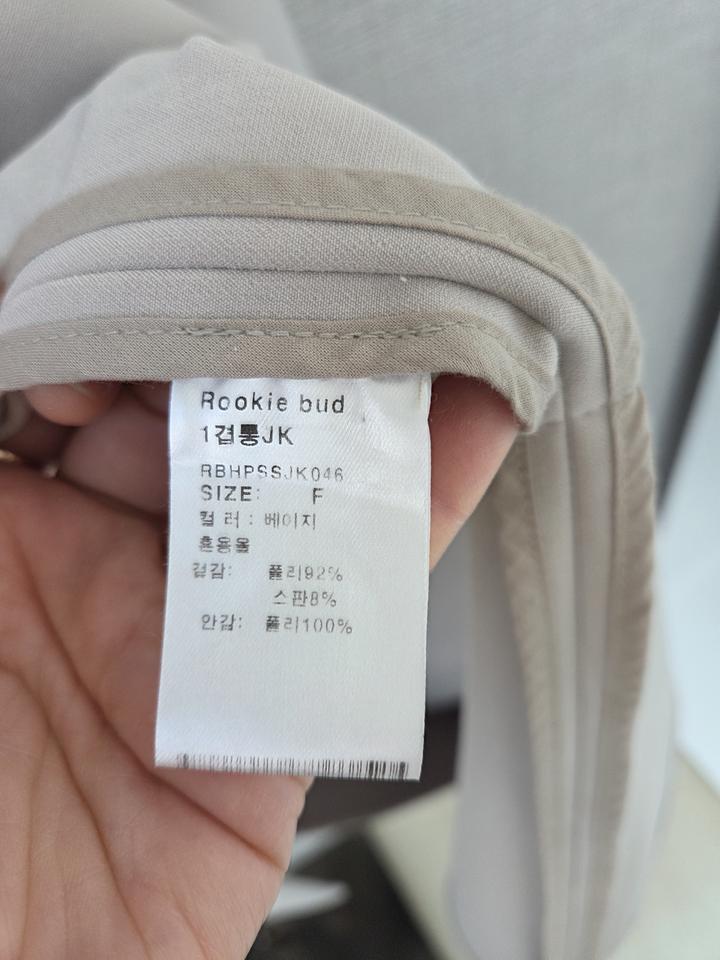 Rookie bud
1겹통JK
RBHPSSJK046
SIZE: F
컬 러 : 베이지
혼용율
겉감: 폴리92%
스판8%
안감: 폴리100%